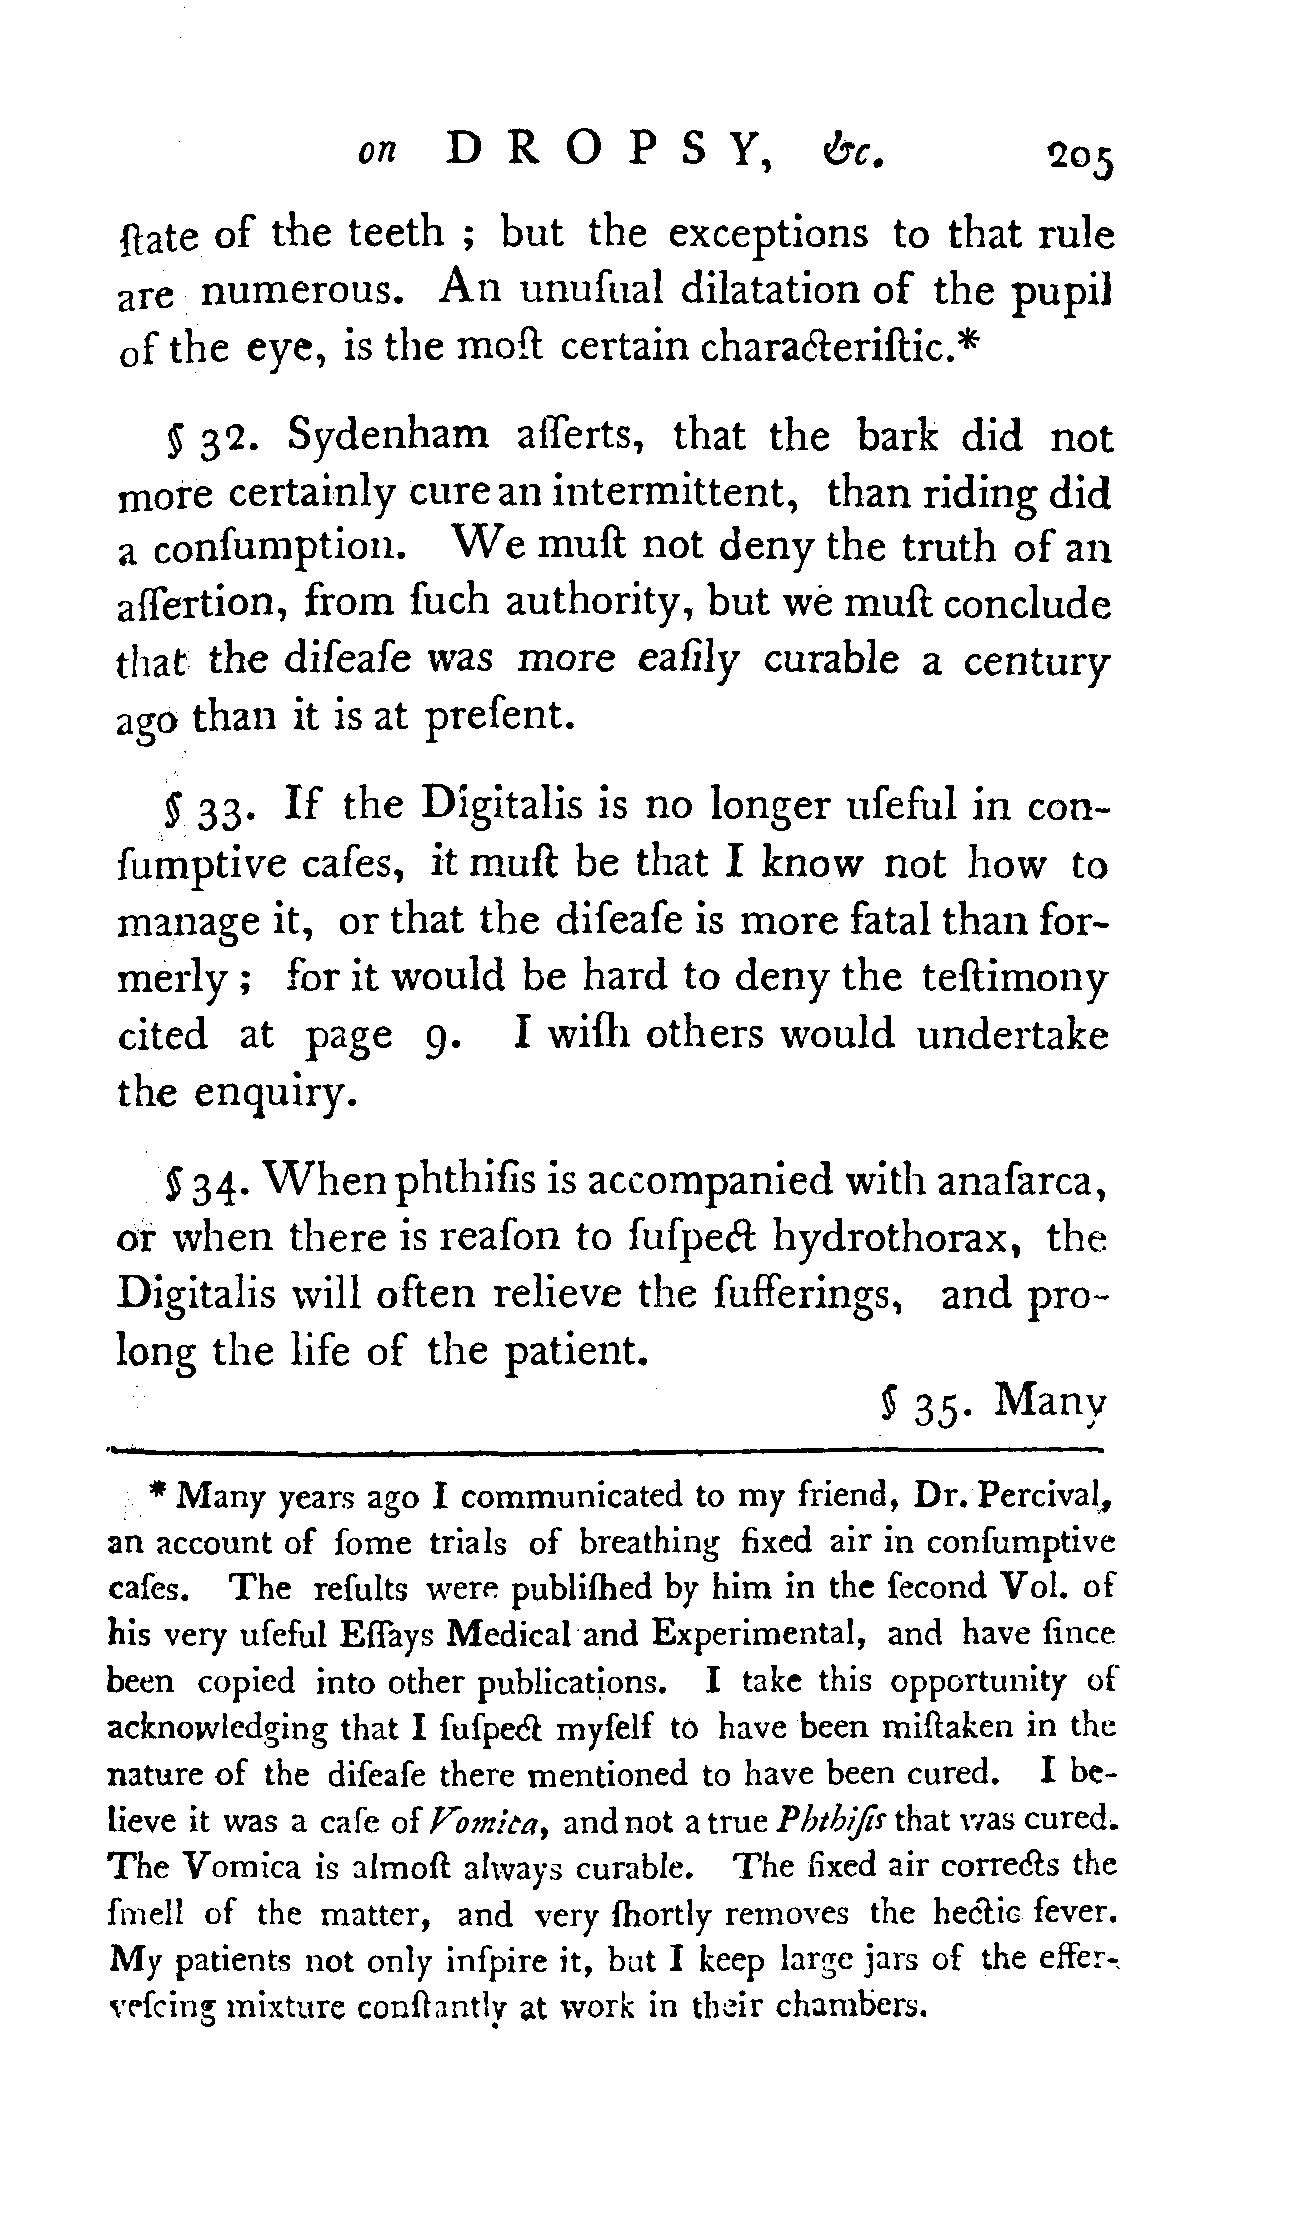 on DROPSY, &c. 205
ſtate of the teeth ; but the exceptions to that rule
are numerous. An unuſual dilatation of the pupil
of the eye, is the moſt certain characteriſtic.*
§ 32. Sydenham aſſerts, that the bark did not
more certainly cure an intermittent, than riding did
a conſumption. We muſt not deny the truth of an
aſſertion, from ſuch authority, but we muſt conclude
that the diſeaſe was more eaſily curable a century
ago than it is at preſent.
§ 33. If the Digitalis is no longer uſeful in con-
ſumptive caſes, it muſt be that I know not how to
manage it, or that the diſeaſe is more fatal than for-
merly ; for it would be hard to deny the teſtimony
cited at page 9. I wiſh others would undertake
the enquiry.
§ 34. When phthiſis is accompanied with anaſarca,
or when there is reaſon to ſuſpect hydrothorax, the
Digitalis will often relieve the ſufferings, and pro-
long the life of the patient.
§ 35. Many
* Many years ago I communicated to my friend, Dr. Percival,
an account of ſome trials of breathing fixed air in conſumptive
caſes. The reſults were publiſhed by him in the ſecond Vol. of
his very uſeful Eſſays Medical and Experimental, and have ſince
been copied into other publications. I take this opportunity of
acknowledging that I ſuſpect myſelf to have been miſtaken in the
nature of the diſeaſe there mentioned to have been cured. I be-
lieve it was a caſe of Vomica, and not a true Phthiſis that was cured.
The Vomica is almoſt always curable. The fixed air corrects the
ſmell of the matter, and very ſhortly removes the hectic fever.
My patients not only inſpire it, but I keep large jars of the effer-
veſcing mixture conſtantly at work in their chambers.